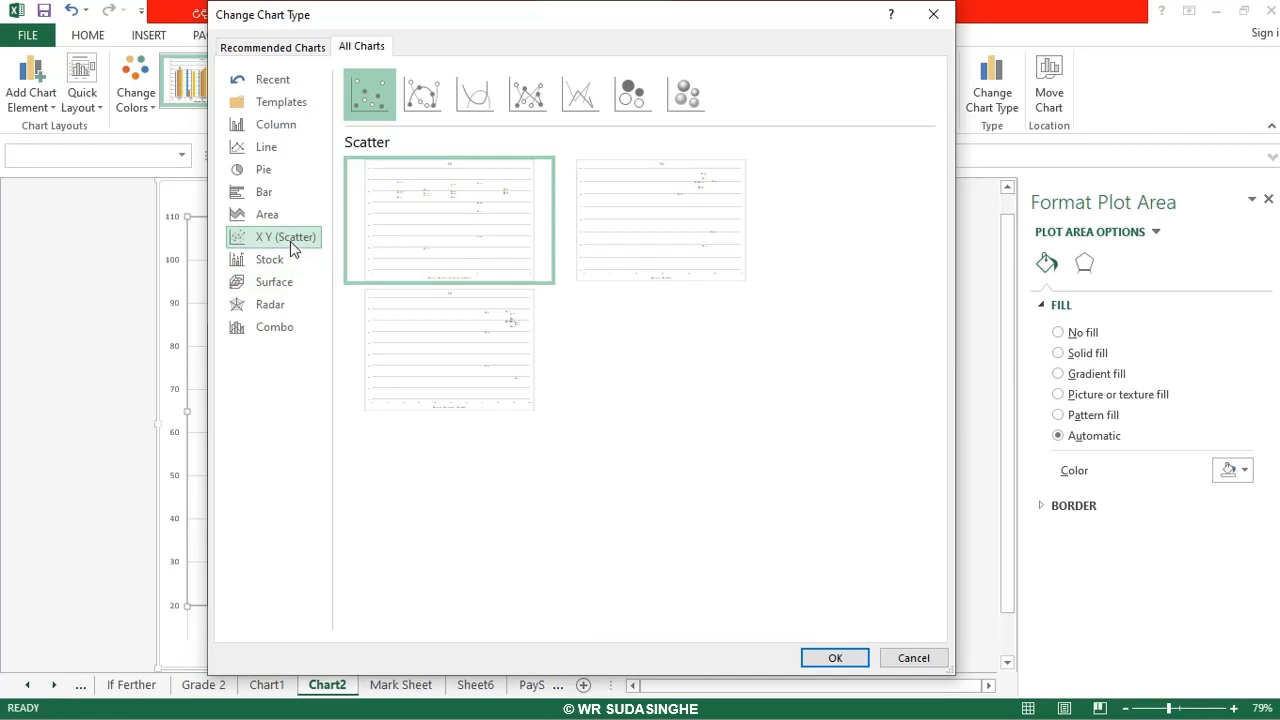 Change Chart Type
?
FILE
HOME
INSERT
Sign i
Add Chart
Element
Quick
Layout
Change
Colors
Chart Layouts
Change
Chart Type
Type
Move
Chart
Location
Recommended Charts
All Charts
Recent
Templates
Column
Line
Pie
Bar
Area
X Y (Scatter)
Stock
Surface
Radar
Combo
Scatter
OK
Cancel
110
100
90
80
70
60
50
40
30
20
Format Plot Area
PLOT AREA OPTIONS
FILL
No fill
Solid fill
Gradient fill
Picture or texture fill
Pattern fill
Automatic
Color
BORDER
...
If Ferther
Grade 2
Chart1
Chart2
Mark Sheet
Sheet6
PayS ...
READY
© WR SUDASINGHE
79%